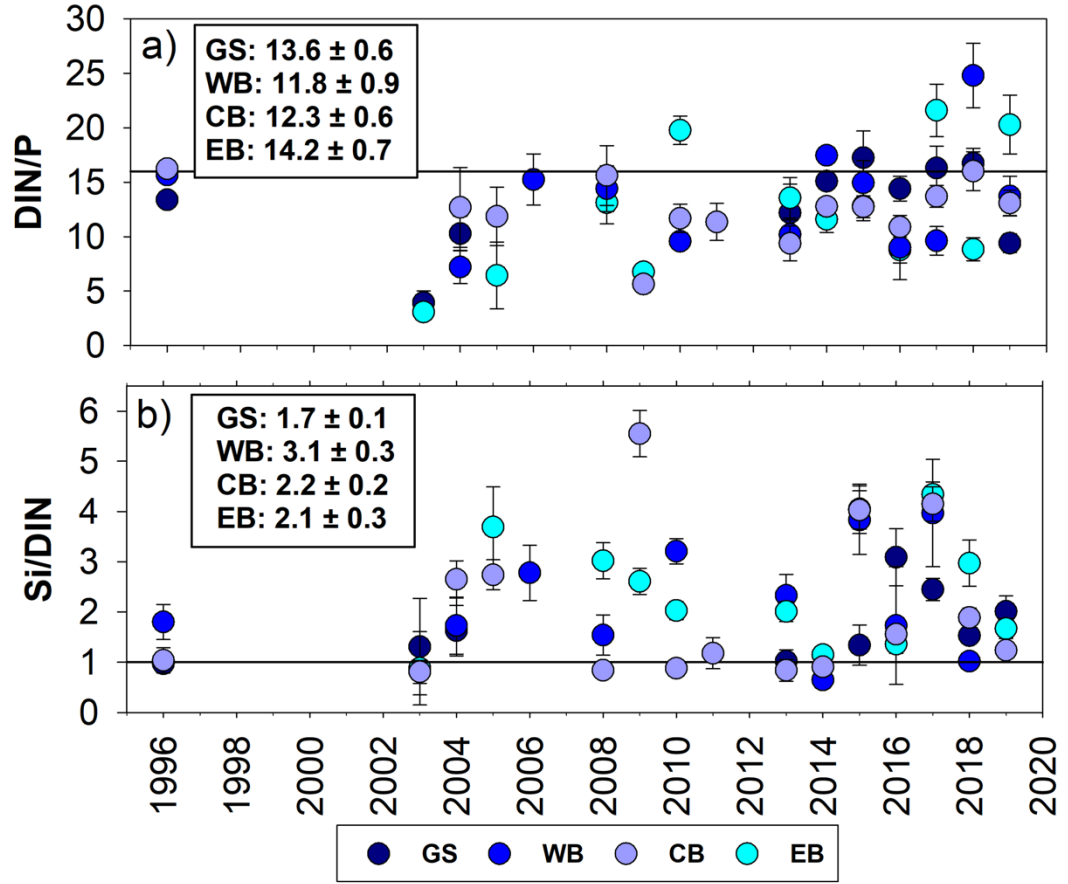 a)
GS: 13.6 ± 0.6
WB: 11.8 ± 0.9
CB: 12.3 ± 0.6
EB: 14.2 ± 0.7
DIN/P
30
25
20
15
10
5
0
b)
GS: 1.7 ± 0.1
WB: 3.1 ± 0.3
CB: 2.2 ± 0.2
EB: 2.1 ± 0.3
Si/DIN
6
5
4
3
2
1
0
1996 1998 2000 2002 2004 2006 2008 2010 2012 2014 2016 2018 2020
GS WB CB EB